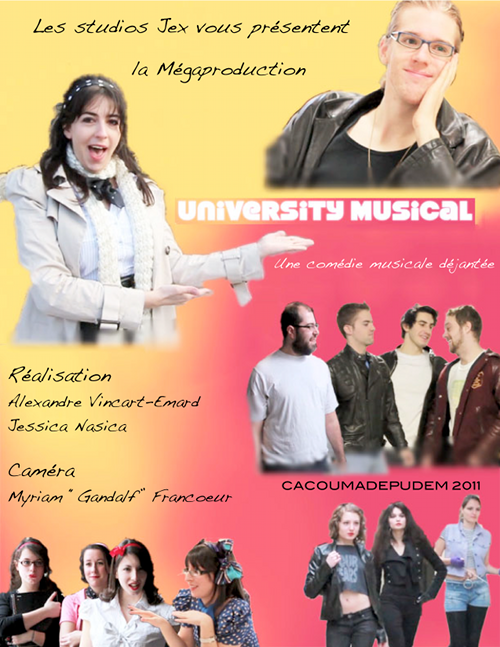 Les studios Jex vous présentent
la Mégaproduction
UNIVERSITY MUSICAL
Une comédie musicale déjantée
Réalisation
Alexandre Vincart-Emard
Jessica Nasica
Caméra
Myriam "Gandalf" Francoeur
CACOUMADEPUDEM 2011